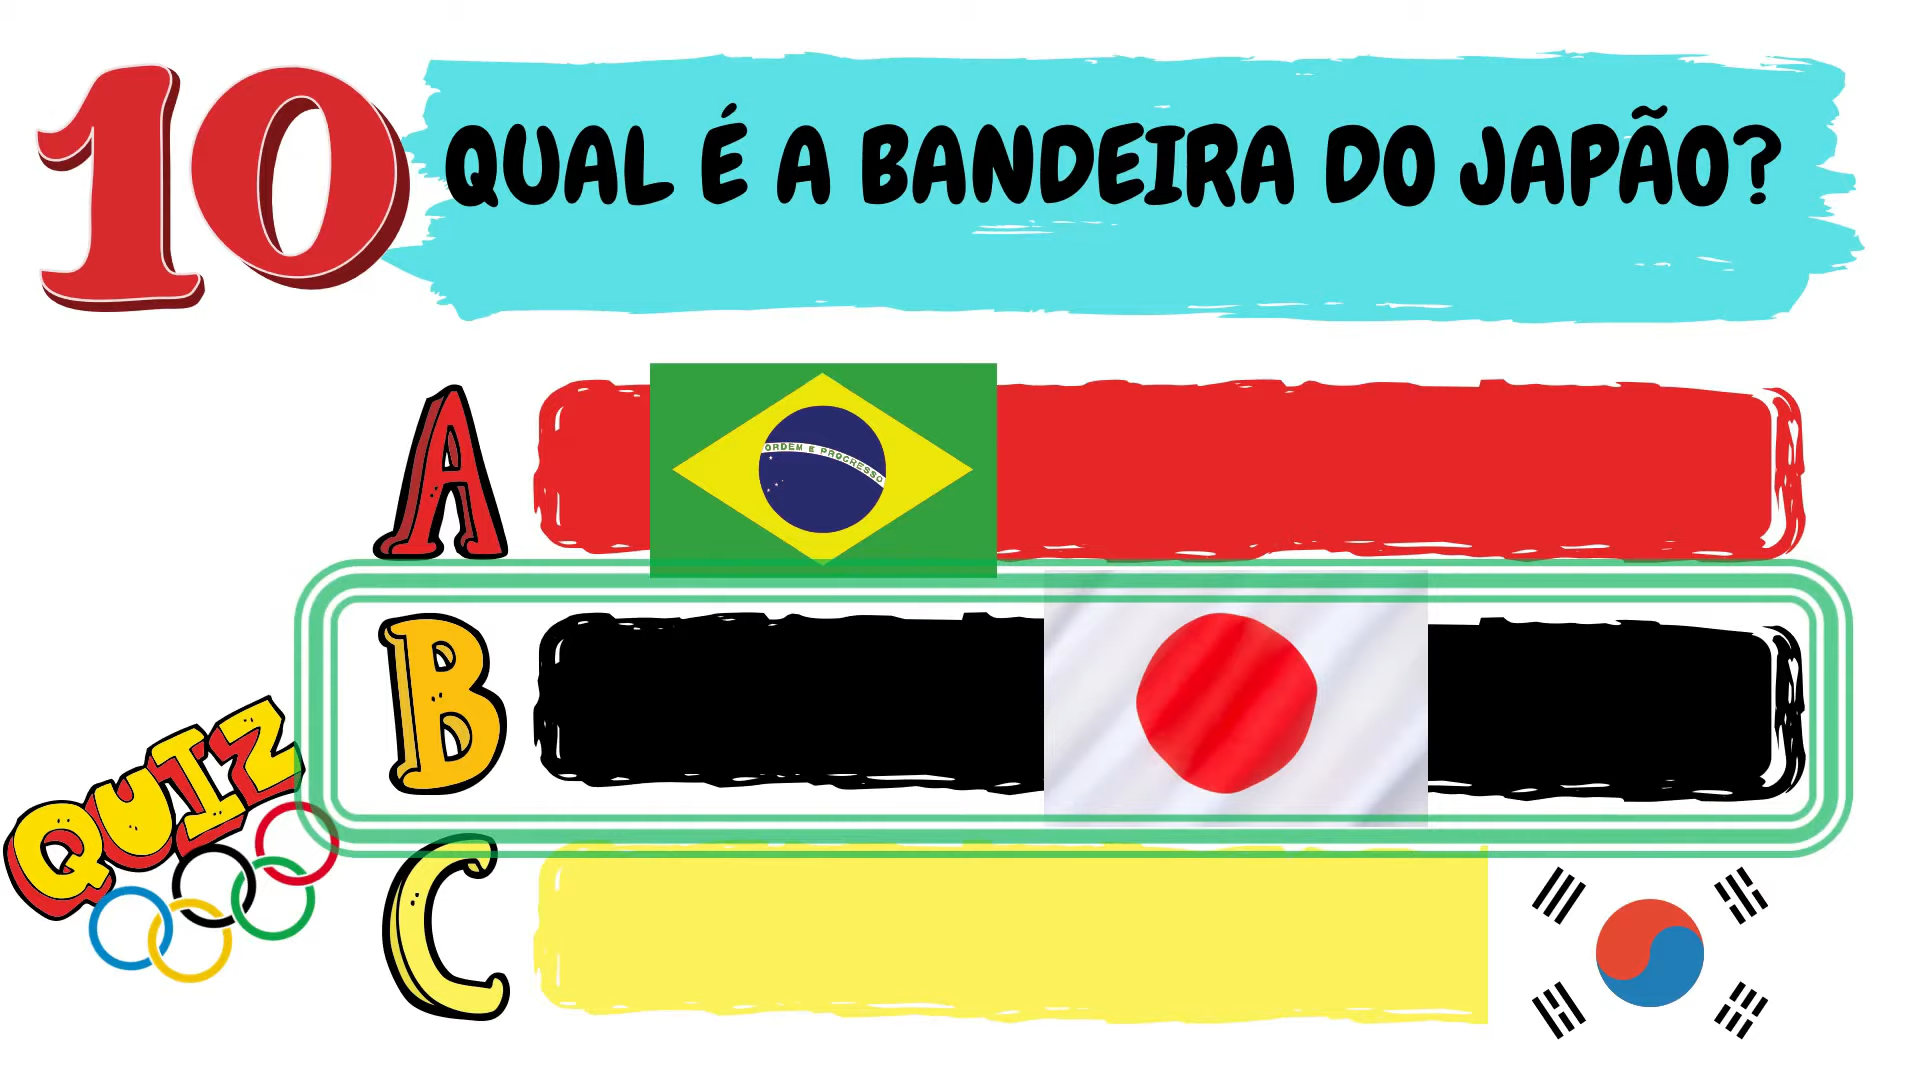 10
QUAL É A BANDEIRA DO JAPÃO?
A
ORDEM E PROGRESSO
B
QUIZ
C